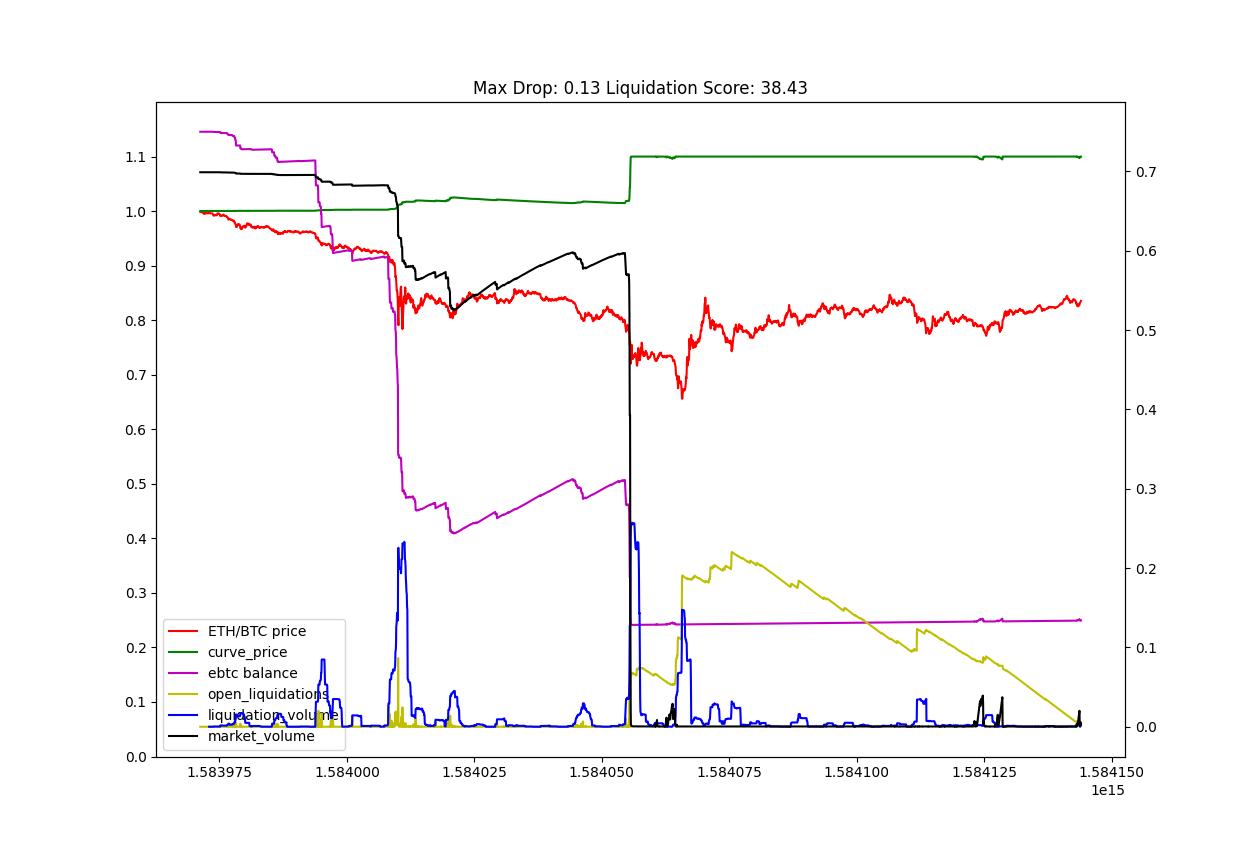 Max Drop: 0.13 Liquidation Score: 38.43
1.1
1.0
0.9
0.8
0.7
0.6
0.5
0.4
0.3
0.2
0.1
0.0
0.7
0.6
0.5
0.4
0.3
0.2
0.1
0.0
ETH/BTC price
curve_price
ebtc balance
open_liquidations
liquidation_volume
market_volume
1.583975 1.584000 1.584025 1.584050 1.584075 1.584100 1.584125 1.584150
1e15